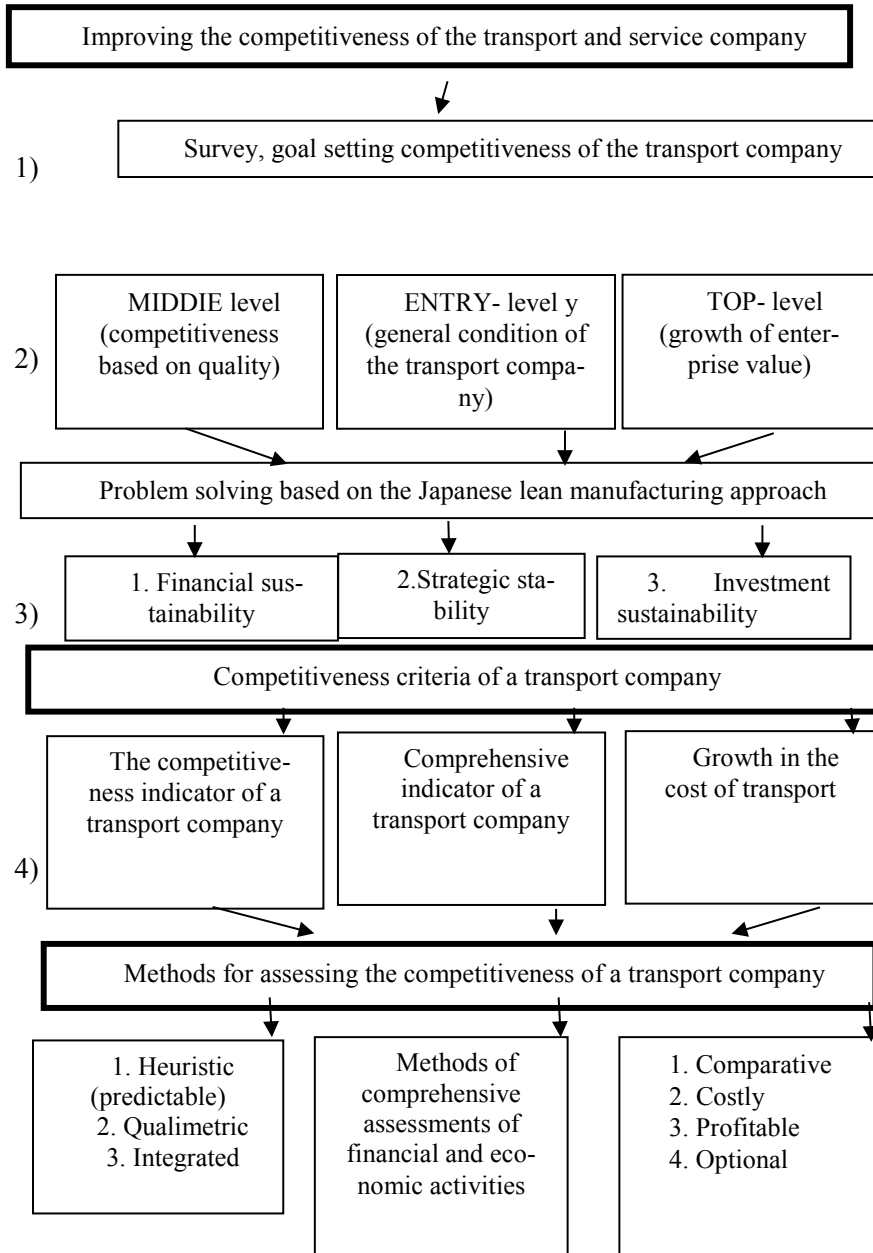 Improving the competitiveness of the transport and service company
Survey, goal setting competitiveness of the transport company
1)
MIDDIE level
(competitiveness
based on quality)
ENTRY- level y
(general condition of
the transport compa-
ny)
TOP- level
(growth of enter-
prise value)
2)
Problem solving based on the Japanese lean manufacturing approach
1. Financial sus-
tainability
2.Strategic sta-
bility
3. Investment
sustainability
3)
Competitiveness criteria of a transport company
The competitive-
ness indicator of a
transport company
Comprehensive
indicator of a
transport company
Growth in the
cost of transport
4)
Methods for assessing the competitiveness of a transport company
1. Heuristic
(predictable)
2. Qualimetric
3. Integrated
Methods of
comprehensive
assessments of
financial and eco-
nomic activities
1. Comparative
2. Costly
3. Profitable
4. Optional